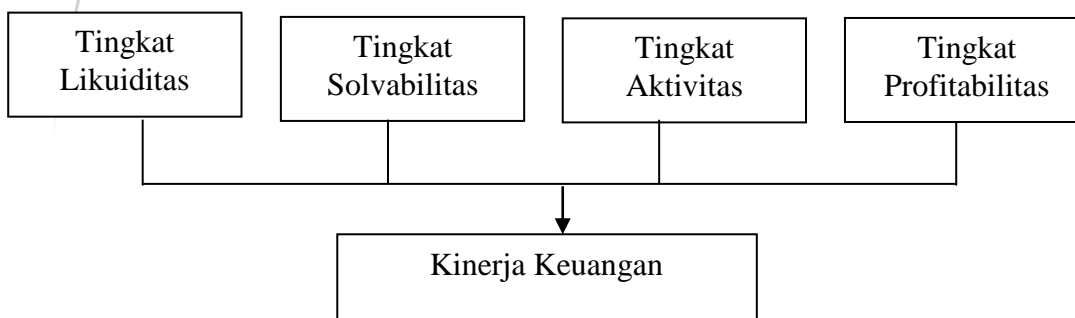 Tingkat
Likuiditas
Tingkat
Solvabilitas
Tingkat
Aktivitas
Tingkat
Profitabilitas
Kinerja Keuangan